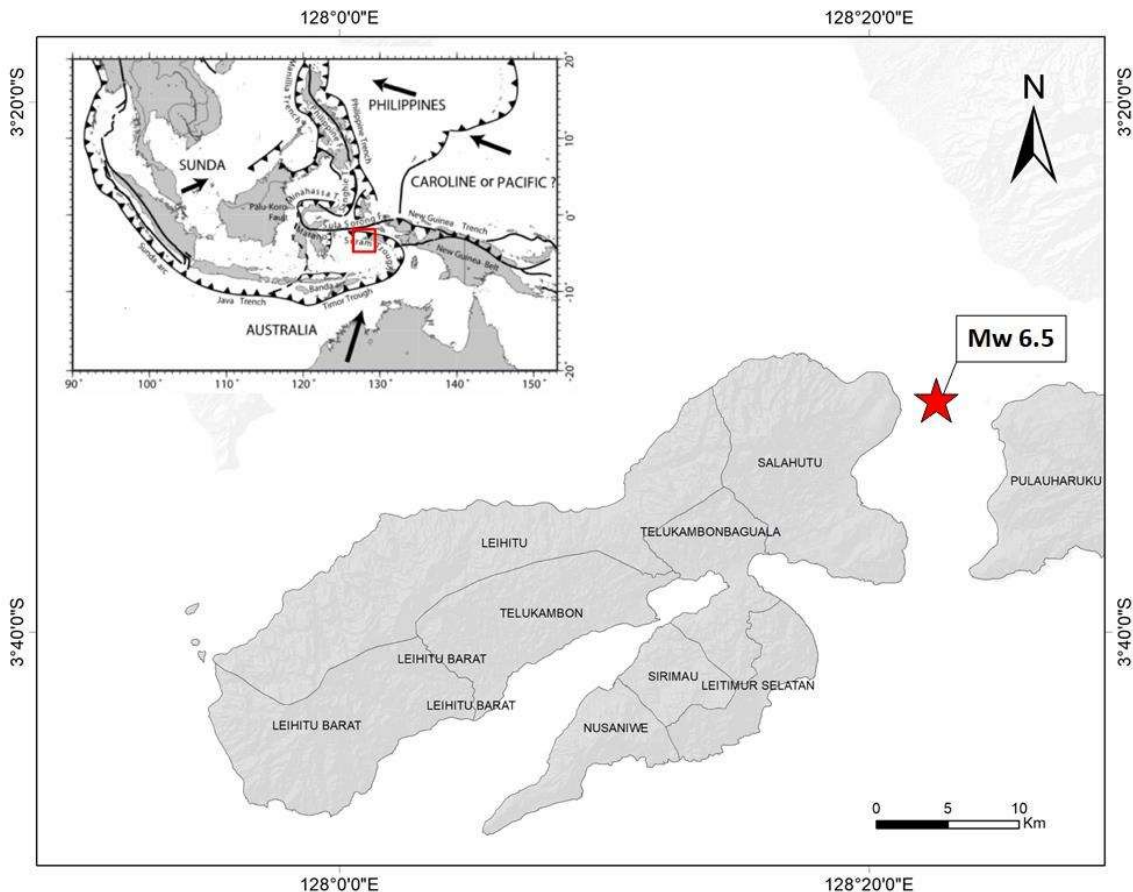 128°0'0"E
128°20'0"E
3°20'0"S
3°20'0"S
3°40'0"S
3°40'0"S
128°0'0"E
128°20'0"E
N
Mw 6.5
20
10
0
-10
-20
90°
100°
110°
120°
130°
140°
150°
PHILIPPINES
SUNDA
CAROLINE or PACIFIC ?
AUSTRALIA
Manilla Trench
Philippine F.
Philippine Trench
Palu-Koro
Fault
Sula Sorong F.
New Guinea Trench
New Guinea Belt
Sunda arc
Java Trench
Timor Trough
Banda
SALAHUTU
PULAUHARUKU
TELUKAMBONBAGUALA
LEIHITU
TELUKAMBON
LEIHITU BARAT
SIRIMAU
LEITIMUR SELATAN
LEIHITU BARAT
LEIHITU BARAT
NUSANIWE
0 5 10
Km